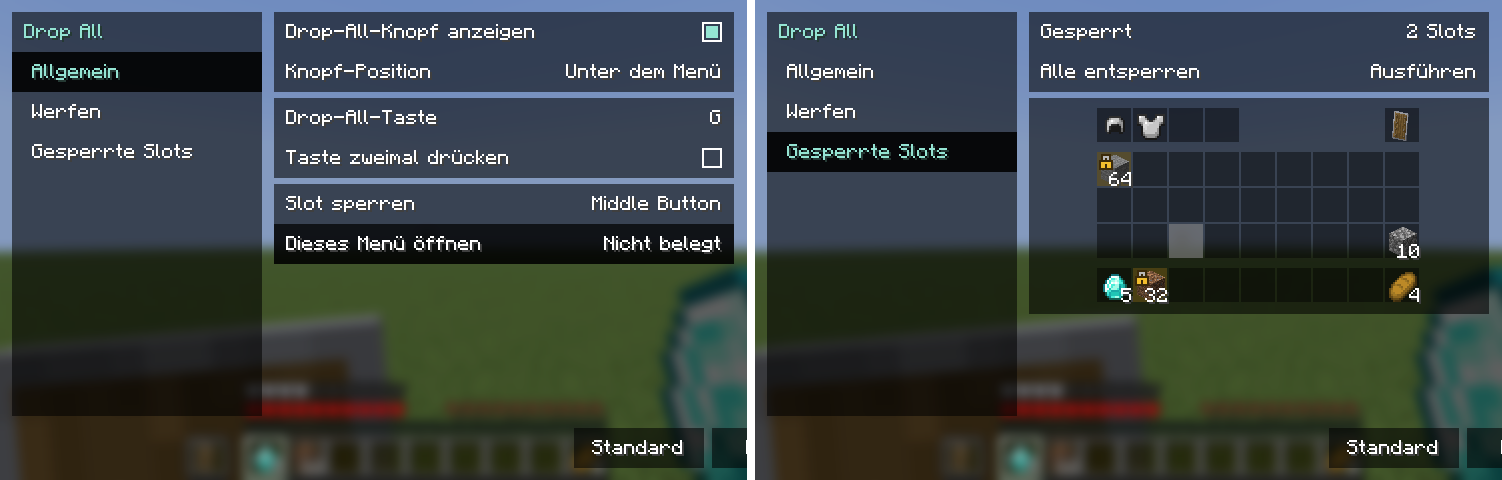 Drop All
Allgemein
Werfen
Gesperrte Slots
Drop-All-Knopf anzeigen
Knopf-Position Unter dem Menü
Drop-All-Taste G
Taste zweimal drücken
Slot sperren Middle Button
Dieses Menü öffnen Nicht belegt
Standard
Drop All
Allgemein
Werfen
Gesperrte Slots
Gesperrt 2 Slots
Alle entsperren Ausführen
64
10
5 32 4
Standard